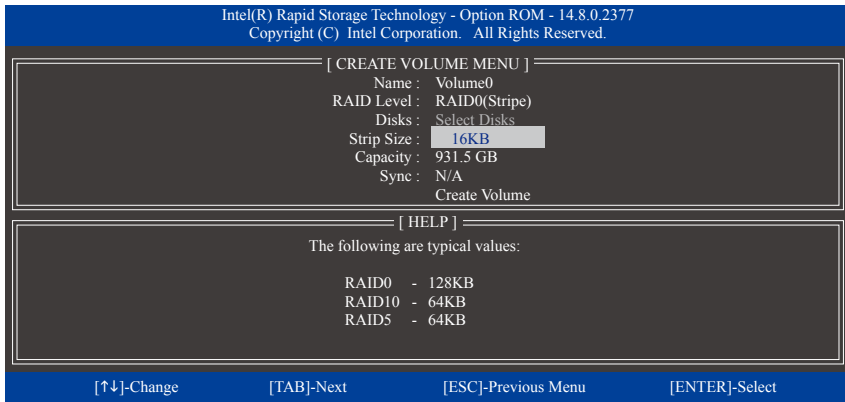 Intel(R) Rapid Storage Technology - Option ROM - 14.8.0.2377
Copyright (C) Intel Corporation. All Rights Reserved.
[ CREATE VOLUME MENU ]
Name : Volume0
RAID Level : RAID0(Stripe)
Disks : Select Disks
Strip Size : 16KB
Capacity : 931.5 GB
Sync : N/A
Create Volume
[ HELP ]
The following are typical values:
RAID0 - 128KB
RAID10 - 64KB
RAID5 - 64KB
[↑↓]-Change [TAB]-Next [ESC]-Previous Menu [ENTER]-Select